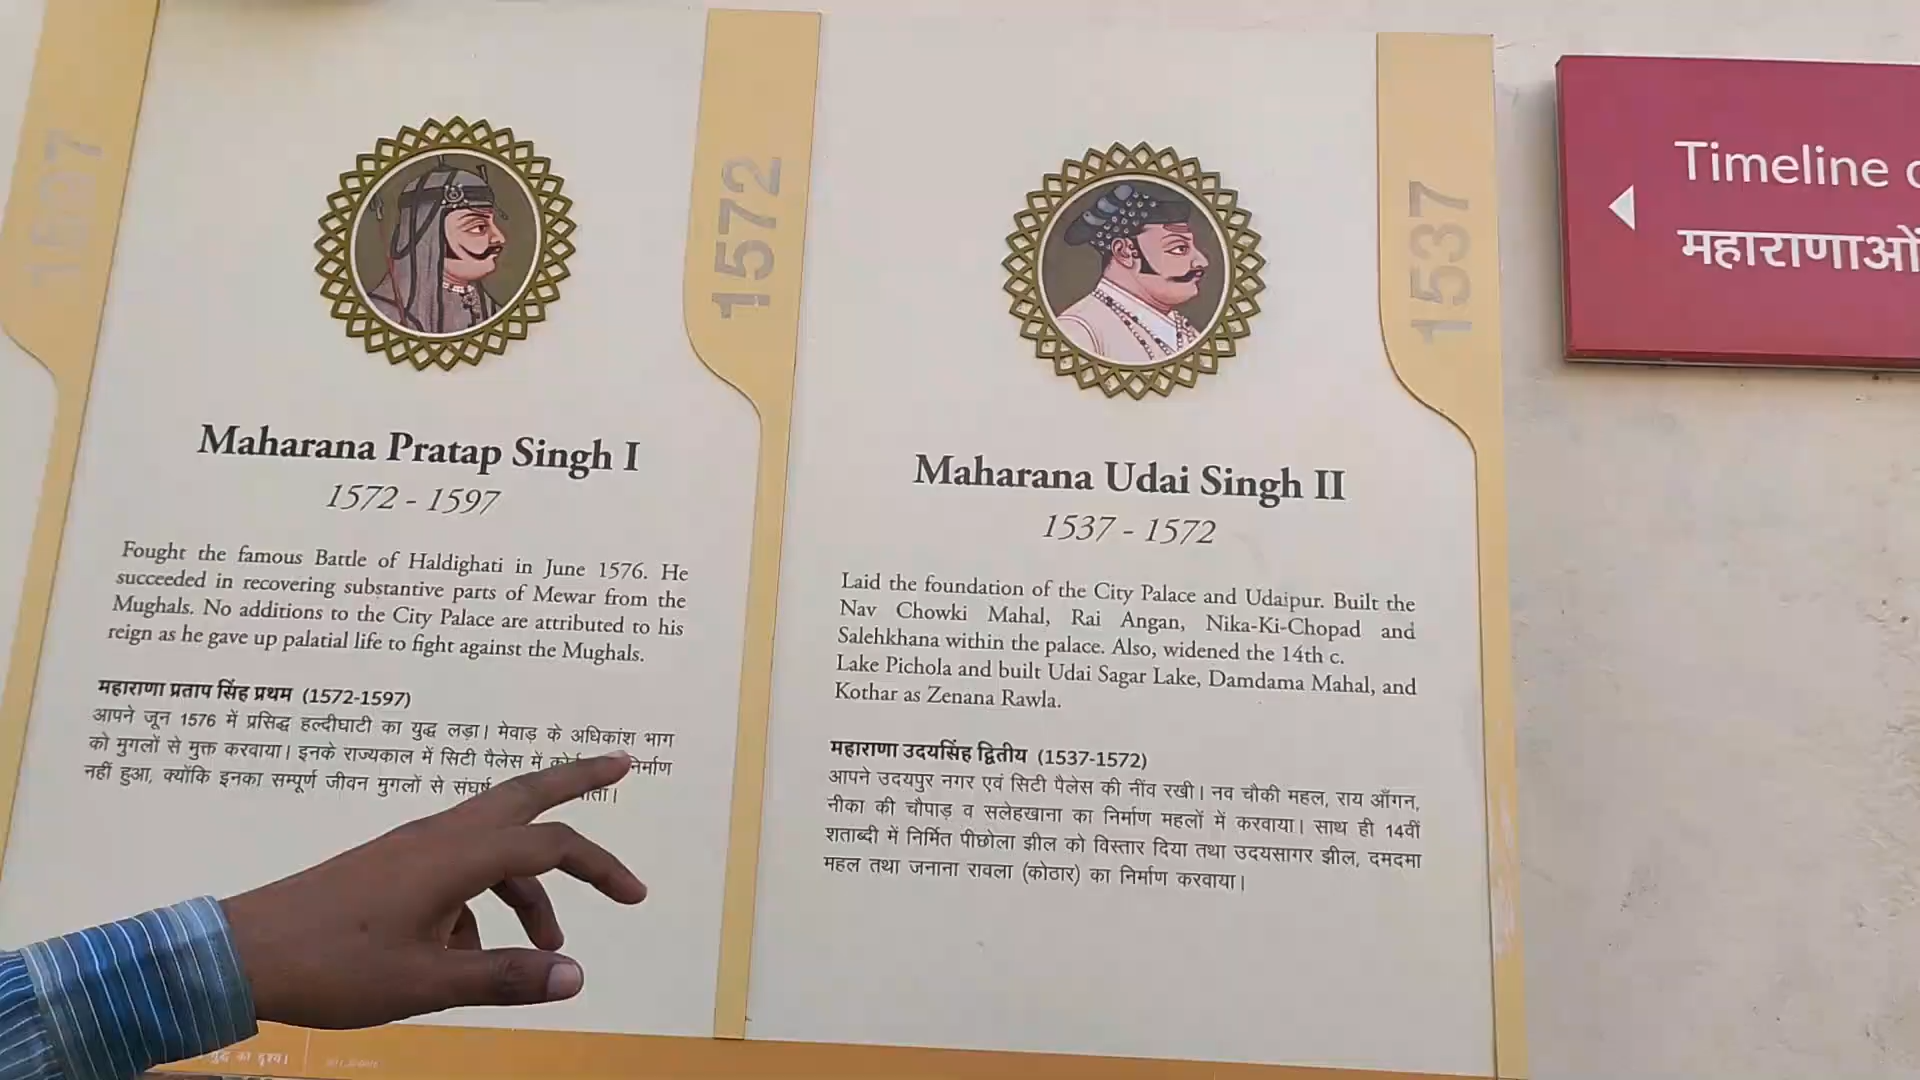 1597
1572
1537
Timeline
महाराणाओं
Maharana Pratap Singh I
1572 - 1597
Fought the famous Battle of Haldighati in June 1576. He
succeeded in recovering substantive parts of Mewar from the
Mughals. No additions to the City Palace are attributed to his
reign as he gave up palatial life to fight against the Mughals.
महाराणा प्रताप सिंह प्रथम (1572-1597)
आपने जून 1576 में प्रसिद्ध हल्दीघाटी का युद्ध लड़ा। मेवाड़ के अधिकांश भाग
को मुगलों से मुक्त करवाया। इनके राज्यकाल में सिटी पैलेस में निर्माण
नहीं हुआ, क्योंकि इनका सम्पूर्ण जीवन मुगलों से संघर्ष
Maharana Udai Singh II
1537 - 1572
Laid the foundation of the City Palace and Udaipur. Built the
Nav Chowki Mahal, Rai Angan, Nika-Ki-Chopad and
Salehkhana within the palace. Also, widened the 14th c.
Lake Pichola and built Udai Sagar Lake, Damdama Mahal, and
Kothar as Zenana Rawla.
महाराणा उदयसिंह द्वितीय (1537-1572)
आपने उदयपुर नगर एवं सिटी पैलेस की नींव रखी। नव चौकी महल, राय आँगन,
नीका की चौपाड़ व सलेहखाना का निर्माण महलों में करवाया। साथ ही 14वीं
शताब्दी में निर्मित पीछोला झील को विस्तार दिया तथा उदयसागर झील, दमदमा
महल तथा जनाना रावला (कोठार) का निर्माण करवाया।
का दृश्य।